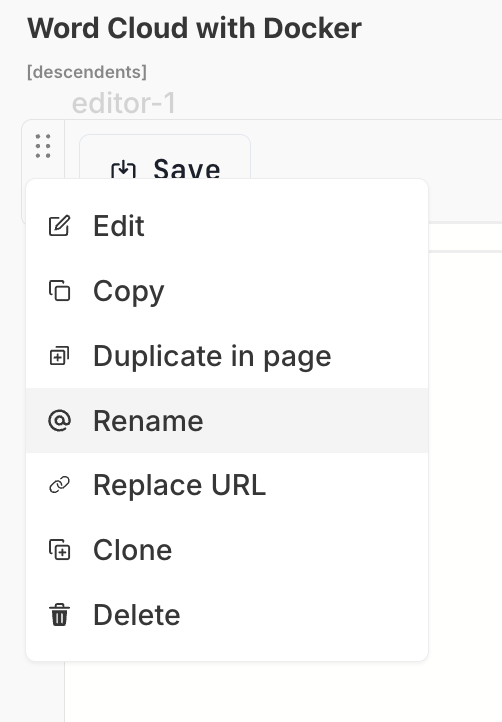 Word Cloud with Docker
[descendents]
editor-1
Save
Edit
Copy
Duplicate in page
Rename
Replace URL
Clone
Delete